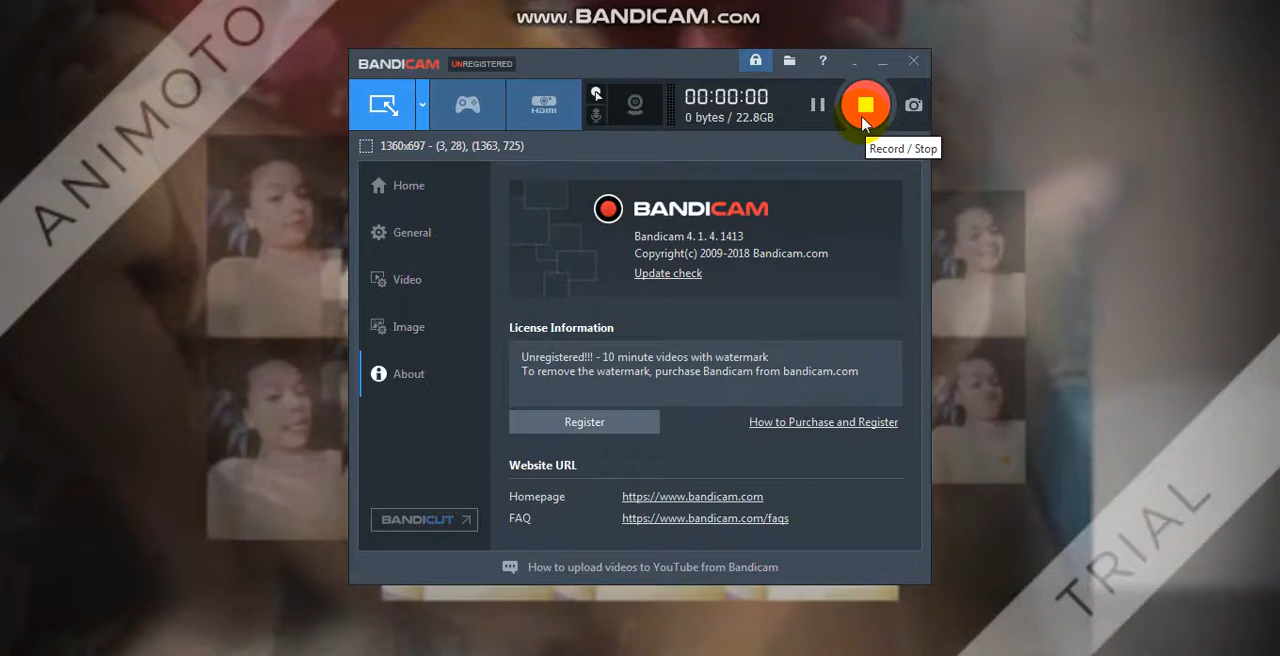 www.BANDICAM.com
ANIMOTO
BANDICAM UNREGISTERED
?
HDMI
00:00:00
0 bytes / 22.8GB
Record / Stop
1360x697 - (3, 28), (1363, 725)
Home
General
Video
Image
About
BANDICUT
BANDICAM
Bandicam 4.1.4.1413
Copyright(c) 2009-2018 Bandicam.com
Update check
License Information
Unregistered!!! - 10 minute videos with watermark
To remove the watermark, purchase Bandicam from bandicam.com
Register
How to Purchase and Register
Website URL
Homepage https://www.bandicam.com
FAQ https://www.bandicam.com/faqs
How to upload videos to YouTube from Bandicam
TRIAL